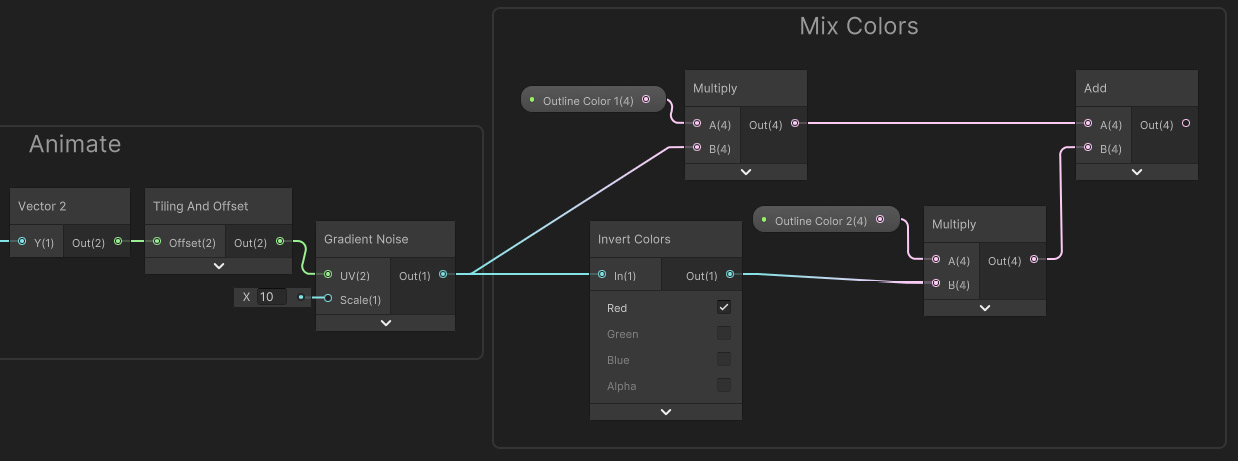 Mix Colors
Outline Color 1(4)
Multiply
A(4) Out(4)
B(4)
Add
A(4) Out(4)
B(4)
Animate
Vector 2
Y(1) Out(2)
Tiling And Offset
Offset(2) Out(2)
Gradient Noise
UV(2) Out(1)
X 10
Scale(1)
Invert Colors
In(1) Out(1)
Red
Green
Blue
Alpha
Outline Color 2(4)
Multiply
A(4) Out(4)
B(4)